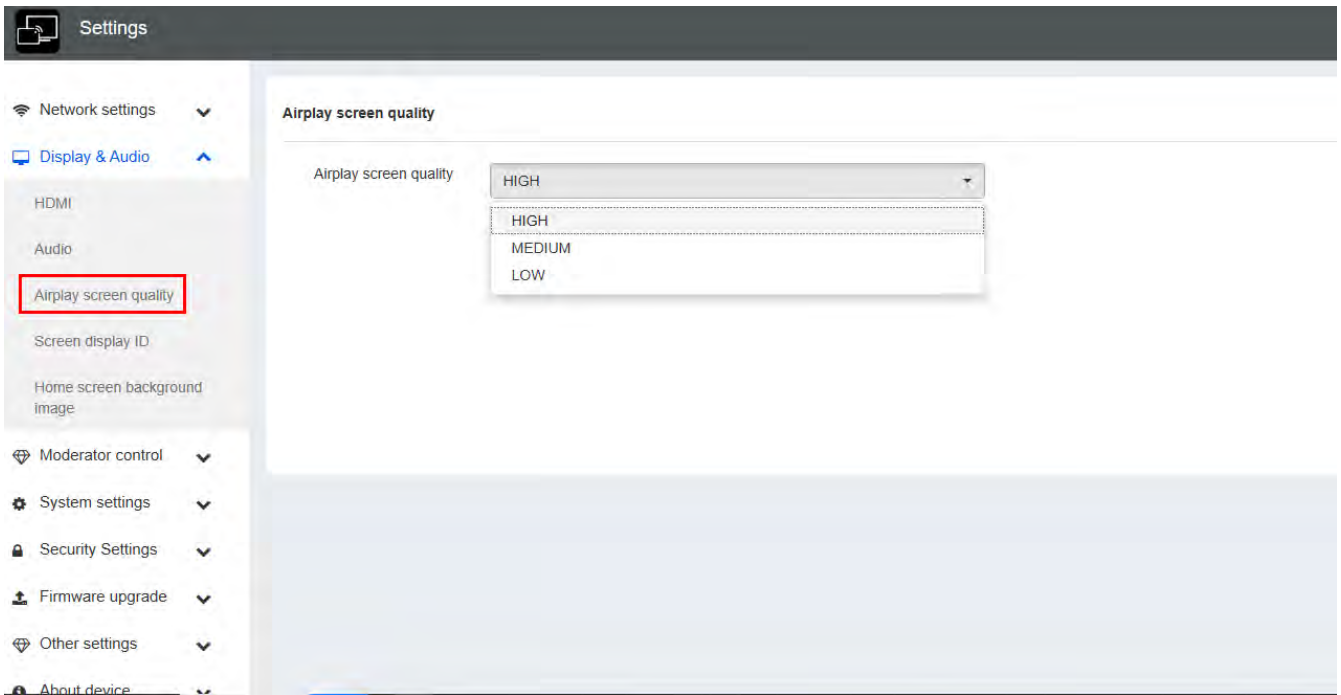 Settings
Network settings
Display & Audio
HDMI
Audio
Airplay screen quality
Screen display ID
Home screen background
image
Moderator control
System settings
Security Settings
Firmware upgrade
Other settings
About device
Airplay screen quality
Airplay screen quality
HIGH
HIGH
MEDIUM
LOW